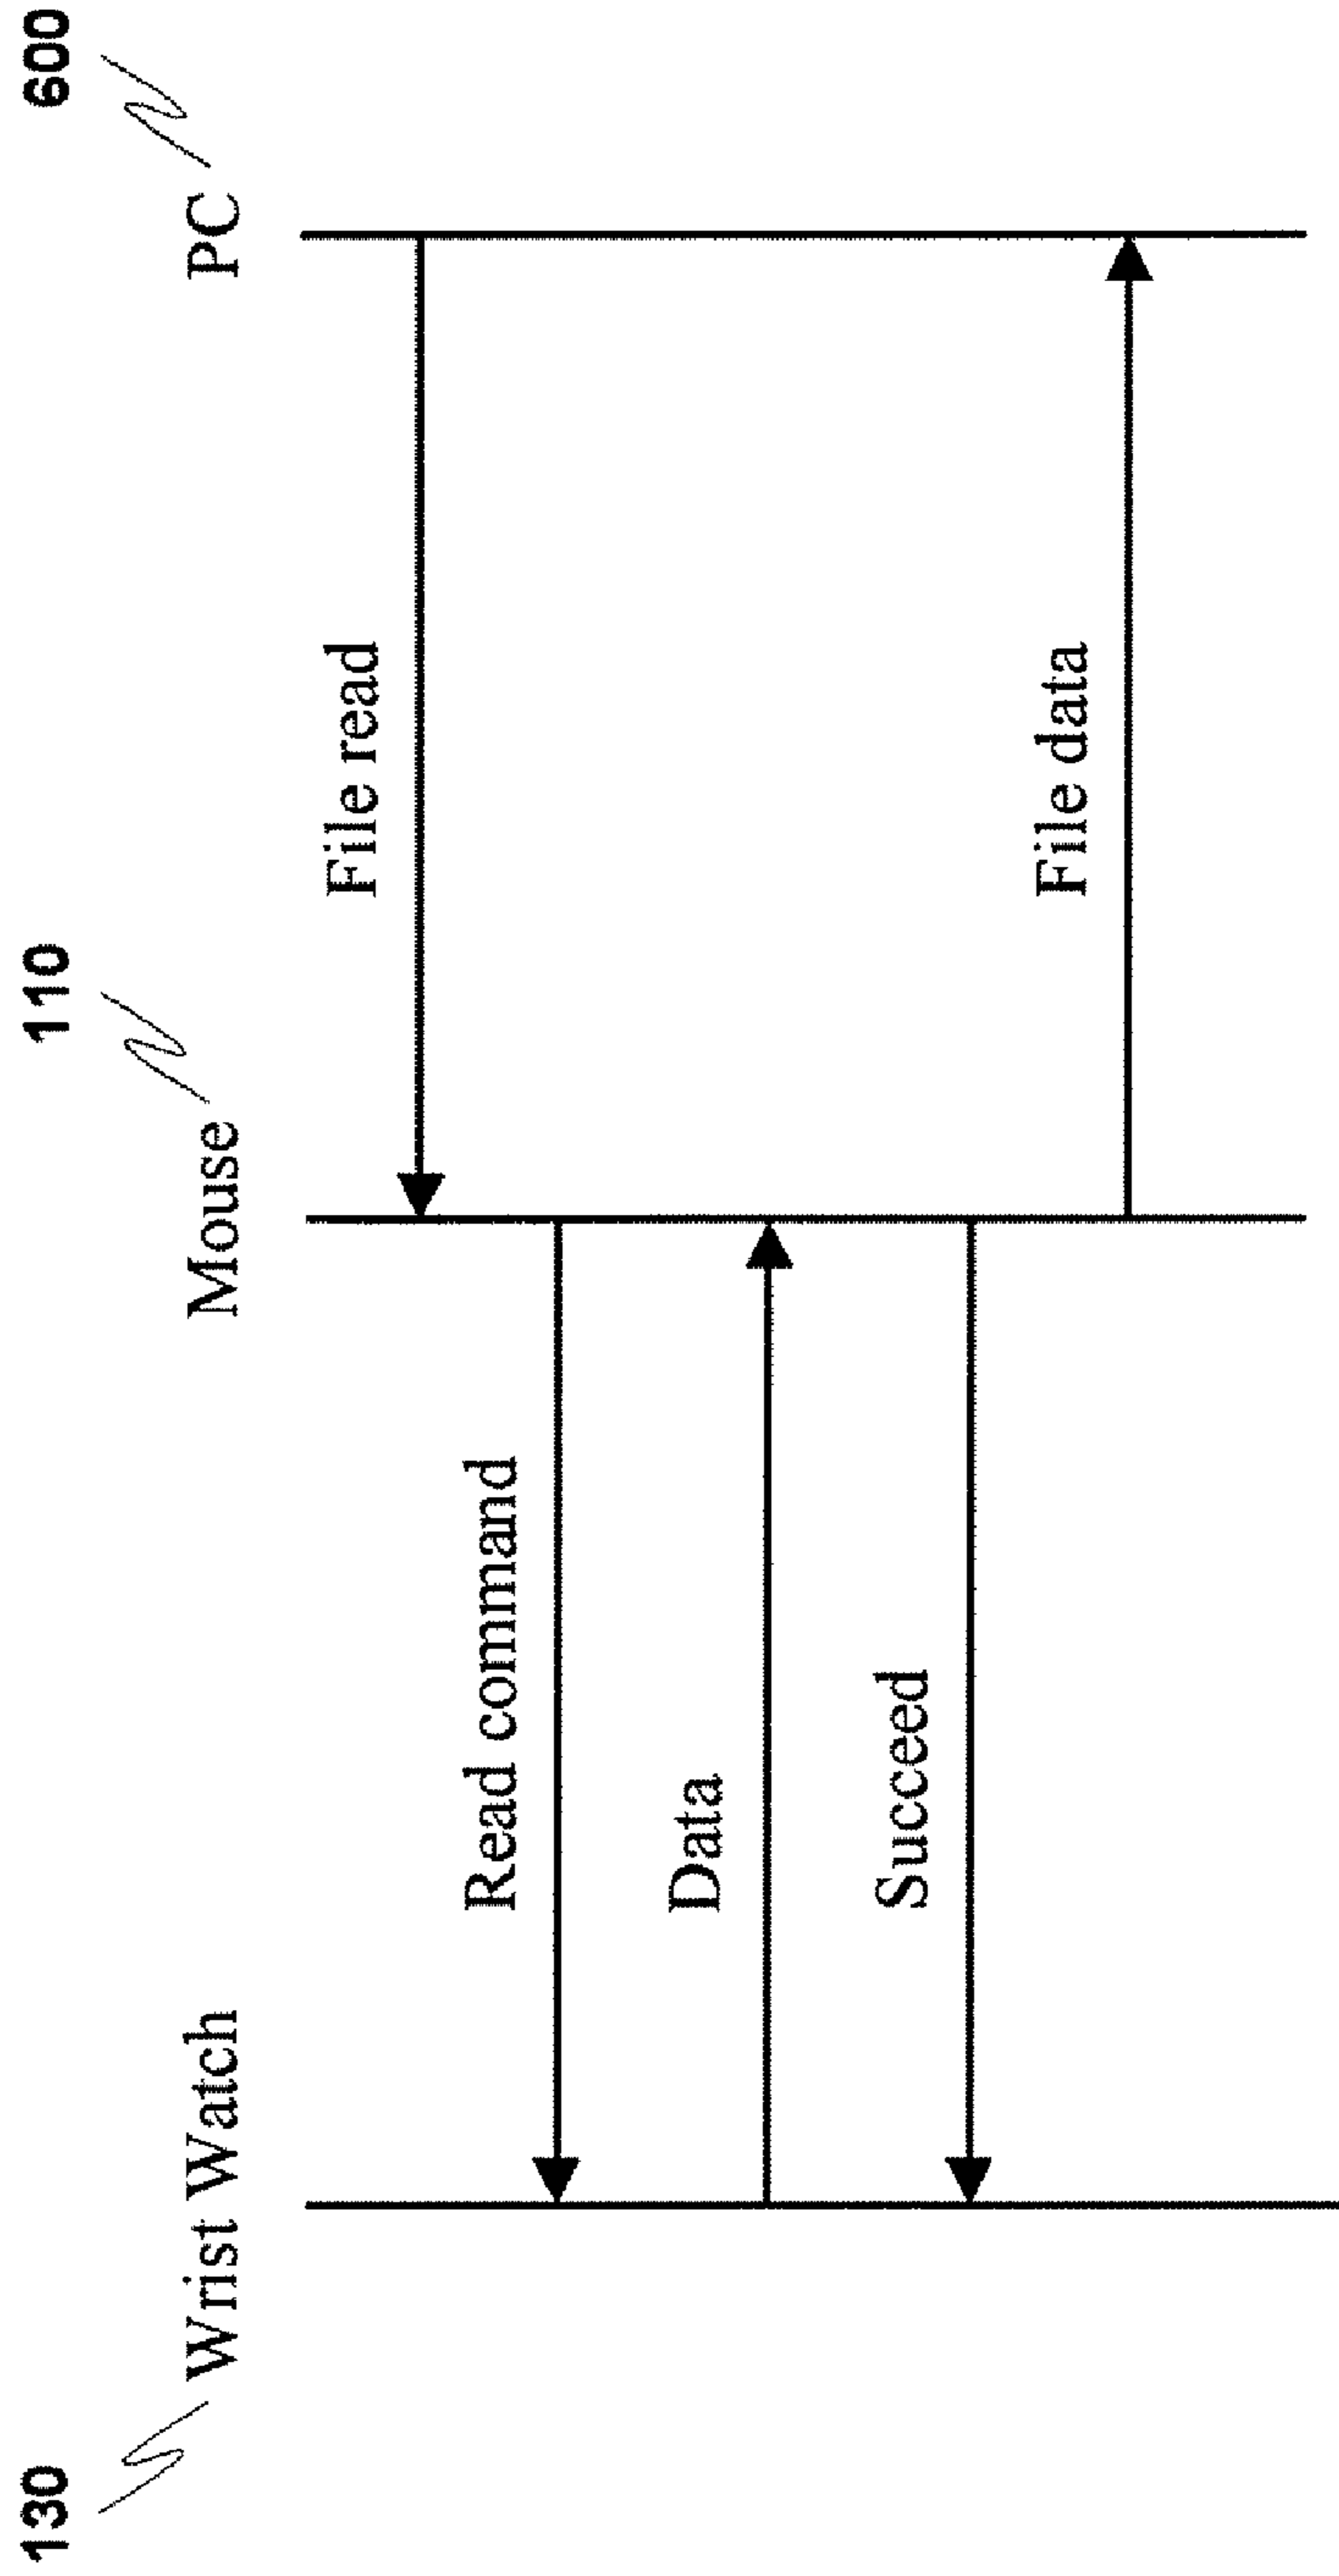 130
110
600
Wrist Watch
Mouse
PC
File read
Read command
Data
Succeed
File data